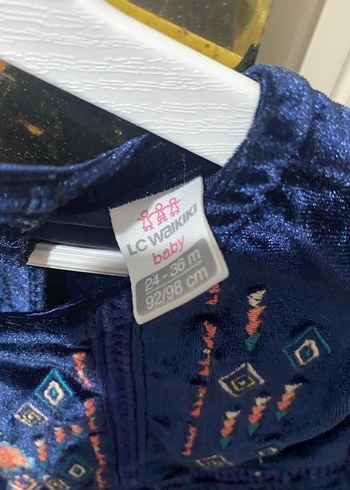 LC WAIKIKI
baby
24 - 36 m
92/98 cm